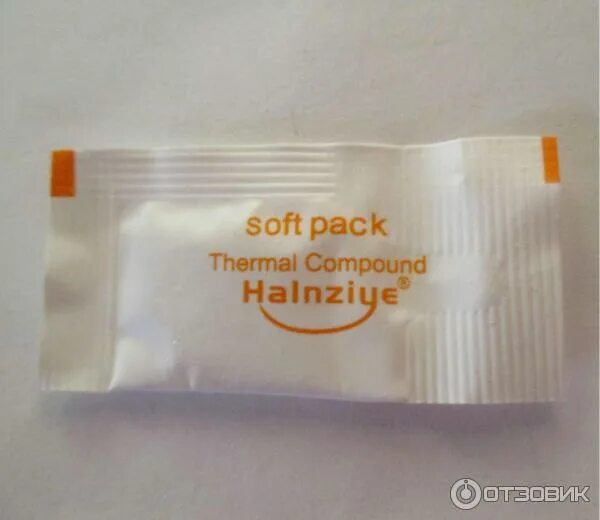 soft pack
Thermal Compound
Halnziye®
ОТЗОВИК